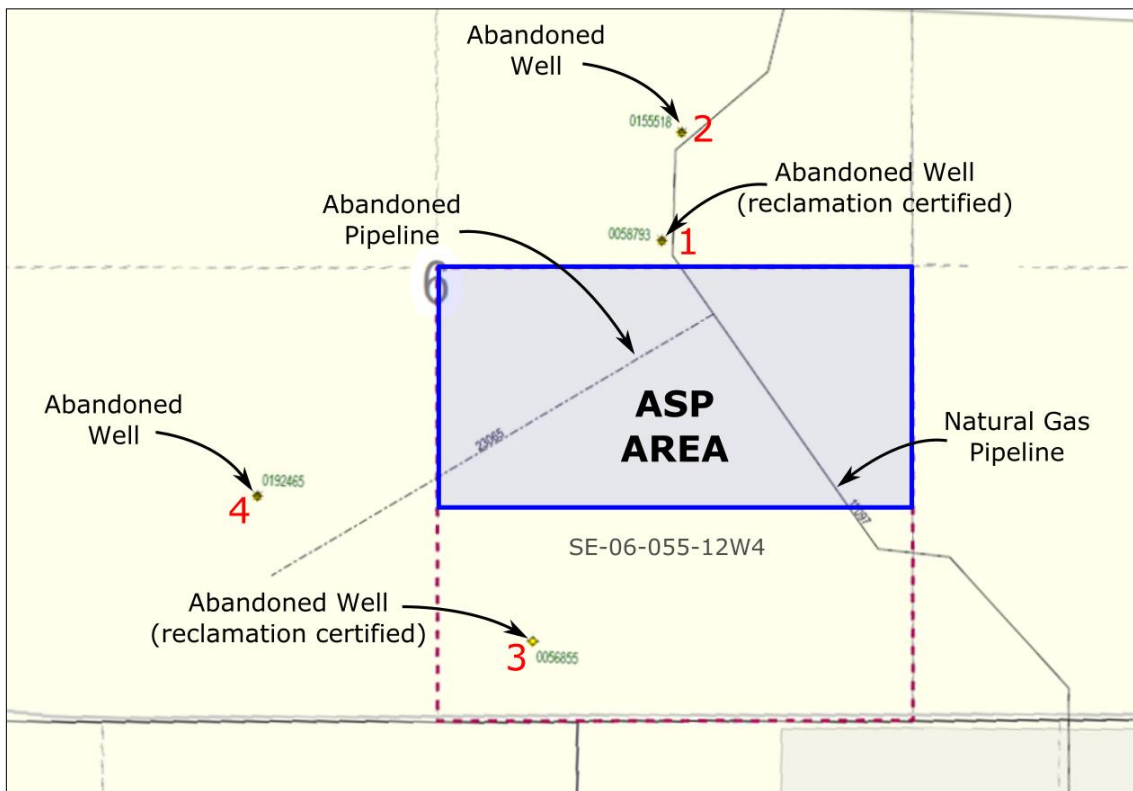 Abandoned
Well
0155518
2
Abandoned Well
(reclamation certified)
0058793
1
Abandoned
Pipeline
6
ASP
AREA
23065
Abandoned
Well
0192465
4
Natural Gas
Pipeline
SE-06-055-12W4
Abandoned Well
(reclamation certified)
3
0056855